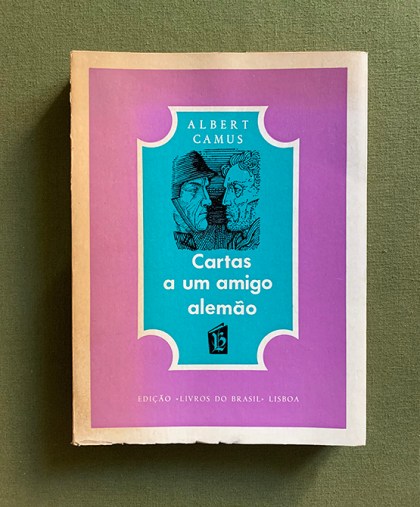 ALBERT
CAMUS
Cartas
a um amigo
alemão
EDIÇÃO •LIVROS DO BRASIL• LISBOA